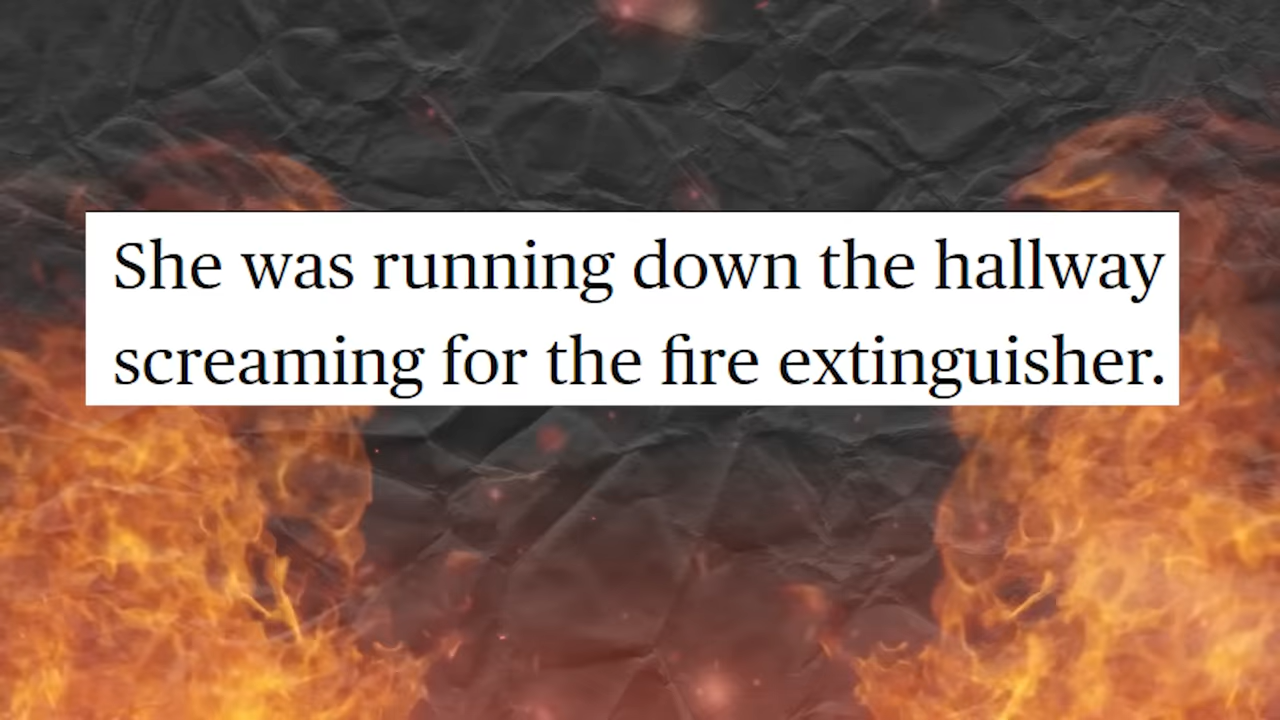 She was running down the hallway
screaming for the fire extinguisher.